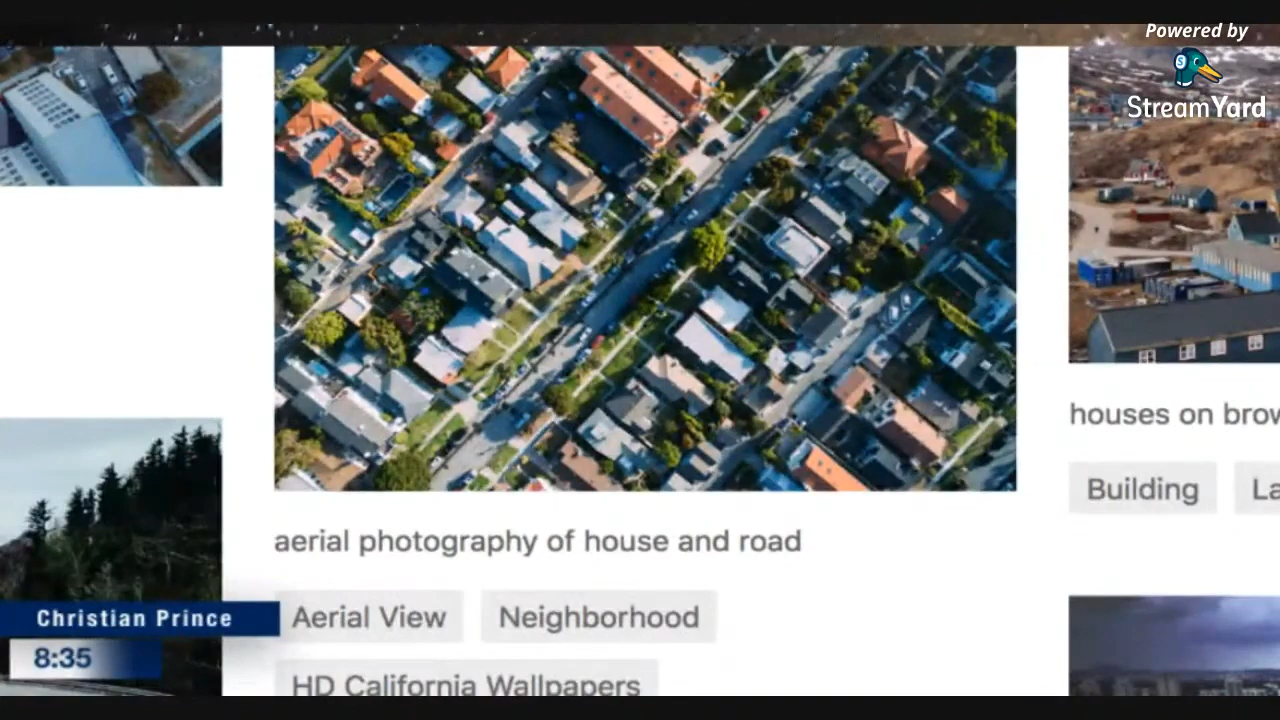 Powered by
StreamYard
houses on brow
Building
La
aerial photography of house and road
Aerial View
Neighborhood
HD California Wallpapers
Christian Prince
8:35